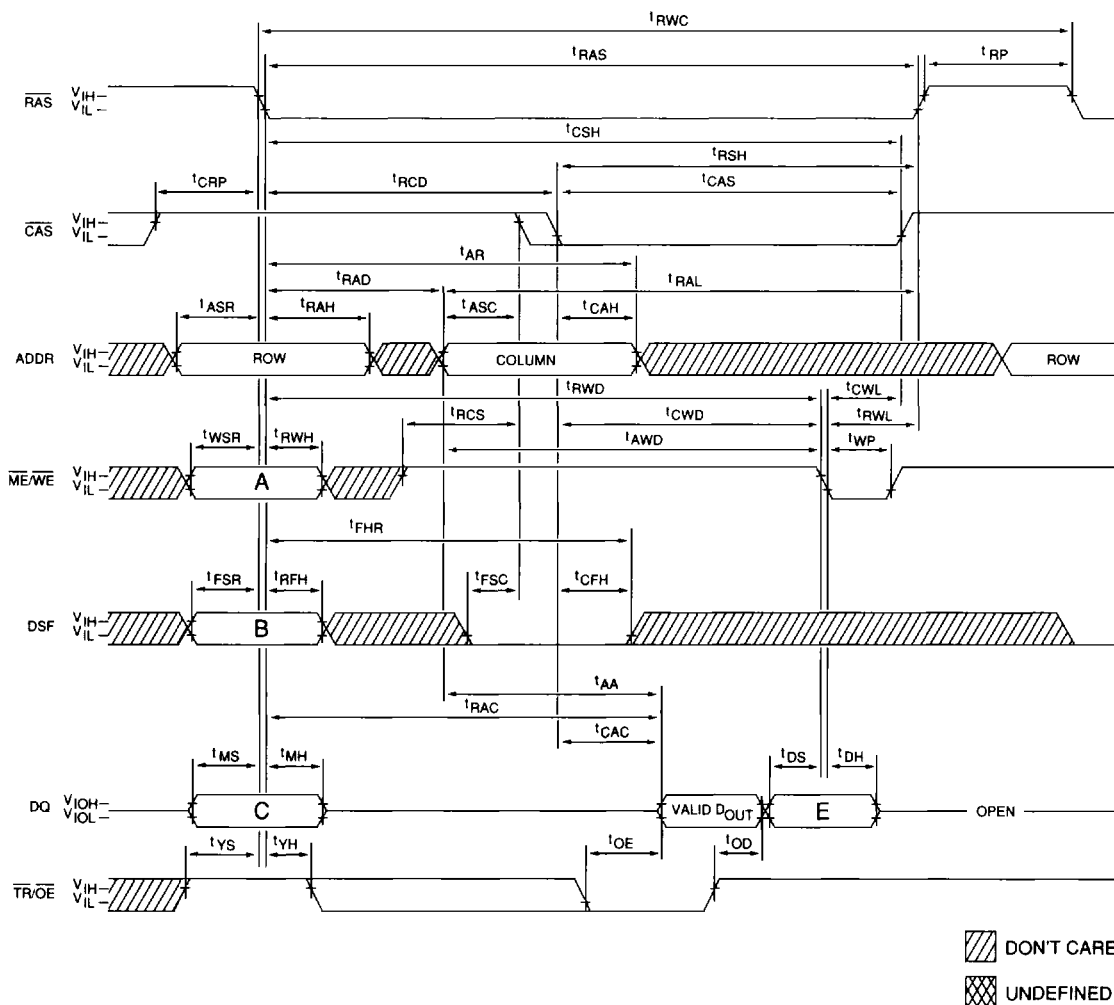 tRWC
tRAS
tRP
RAS VIH VIL
tCSH
tRSH
tCRP tRCD tCAS
CAS VIH VIL
tAR
tRAD tRAL
tASR tRAH tASC tCAH
ADDR VIH VIL ROW COLUMN ROW
tRWD tCWL
tRCS tCWD tRWL
tWSR tRWH tAWD tWP
ME/WE VIH VIL A
tFHR
tFSR tRFH tFSC tCFH
DSF VIH VIL B
tAA
tRAC
tCAC
tMS tMH tDS tDH
DQ VIOH VIOL C VALID DOUT E OPEN
tYS tYH tOE tOD
TR/OE VIH VIL
DON'T CARE
UNDEFINED